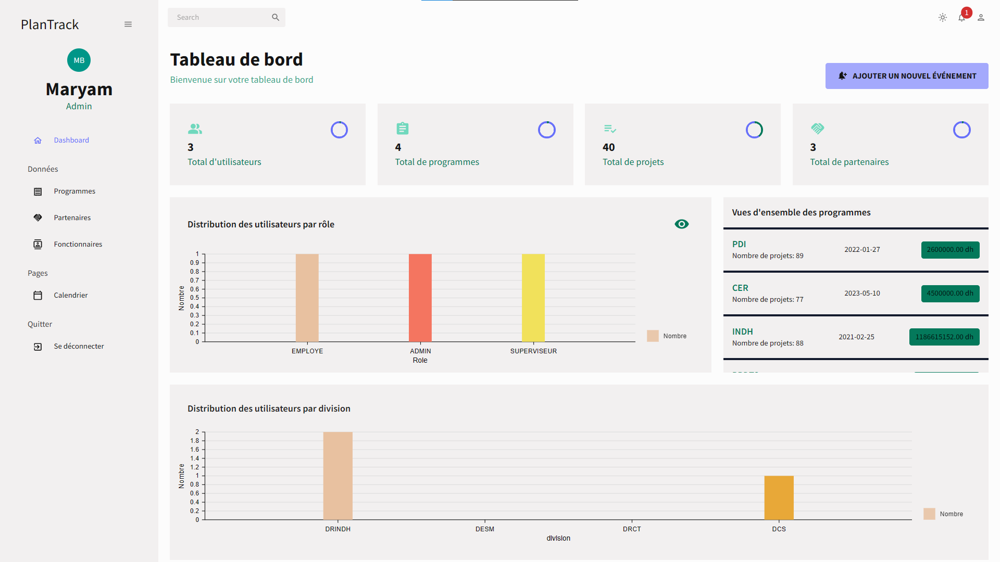 PlanTrack
MB
Maryam
Admin
Dashboard
Données
Programmes
Partenaires
Fonctionnaires
Pages
Calendrier
Quitter
Se déconnecter
Search
1
Tableau de bord
Bienvenue sur votre tableau de bord
AJOUTER UN NOUVEL ÉVÉNEMENT
3
Total d'utilisateurs
4
Total de programmes
40
Total de projets
3
Total de partenaires
Distribution des utilisateurs par rôle
Nombre
1
0.9
0.8
0.7
0.6
0.5
0.4
0.3
0.2
0.1
0
EMPLOYE ADMIN SUPERVISEUR
Role
Nombre
Vues d'ensemble des programmes
PDI
Nombre de projets: 89
2022-01-27
2600000.00 dh
CER
Nombre de projets: 77
2023-05-10
4500000.00 dh
INDH
Nombre de projets: 88
2021-02-25
1186615152.00 dh
Distribution des utilisateurs par division
Nombre
2
1.8
1.6
1.4
1.2
1
0.8
0.6
0.4
0.2
0
DRINDH DESM DRCT DCS
division
Nombre